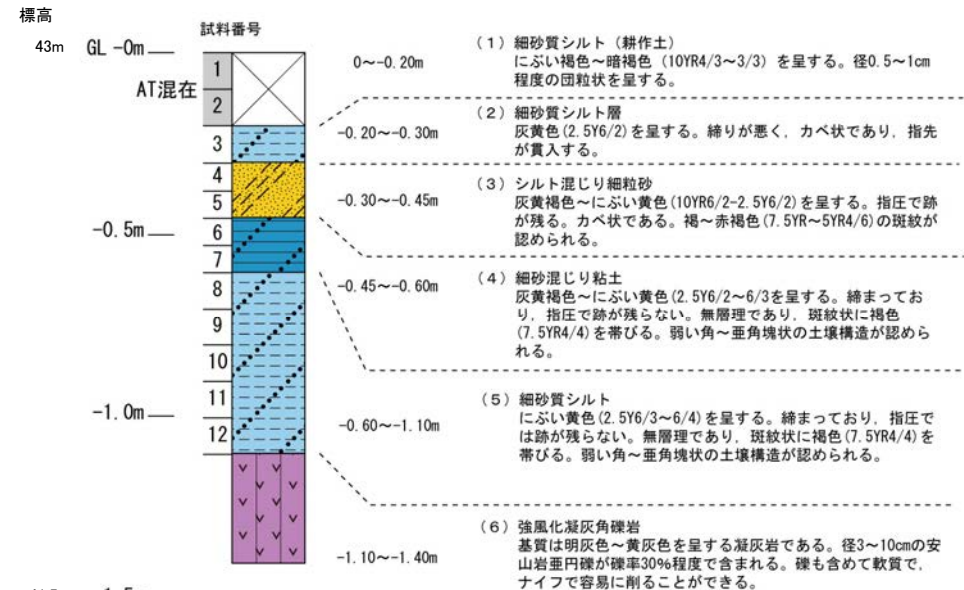 標高
43m
GL -0m
試料番号
AT混在
1
2
3
4
5
6
7
8
9
10
11
12
-0.5m
-1.0m
0～-0.20m
(1) 細砂質シルト (耕作土)
にぶい褐色～暗褐色 (10YR4/3～3/3) を呈する。径0.5～1cm
程度の団粒状を呈する。
-0.20～-0.30m
(2) 細砂質シルト層
灰黄色(2.5Y6/2)を呈する。締りが悪く，カベ状であり，指先
が貫入する。
-0.30～-0.45m
(3) シルト混じり細粒砂
灰黄褐色～にぶい黄色(10YR6/2-2.5Y6/2)を呈する。指圧で跡
が残る。カベ状である。褐～赤褐色(7.5YR～5YR4/6)の斑紋が
認められる。
-0.45～-0.60m
(4) 細砂混じり粘土
灰黄褐色～にぶい黄色(2.5Y6/2～6/3を呈する。締まってお
り，指圧で跡が残らない。無層理であり，斑紋状に褐色
(7.5YR4/4)を帯びる。弱い角～亜角塊状の土壌構造が認めら
れる。
-0.60～-1.10m
(5) 細砂質シルト
にぶい黄色(2.5Y6/3～6/4)を呈する。締まっており，指圧で
は跡が残らない。無層理であり，斑紋状に褐色(7.5YR4/4)を
帯びる。弱い角～亜角塊状の土壌構造が認められる。
-1.10～-1.40m
(6) 強風化凝灰角礫岩
基質は明灰色～黄灰色を呈する凝灰岩である。径3～10cmの安
山岩亜円礫が礫率30%程度で含まれる。礫も含めて軟質で，
ナイフで容易に削ることができる。